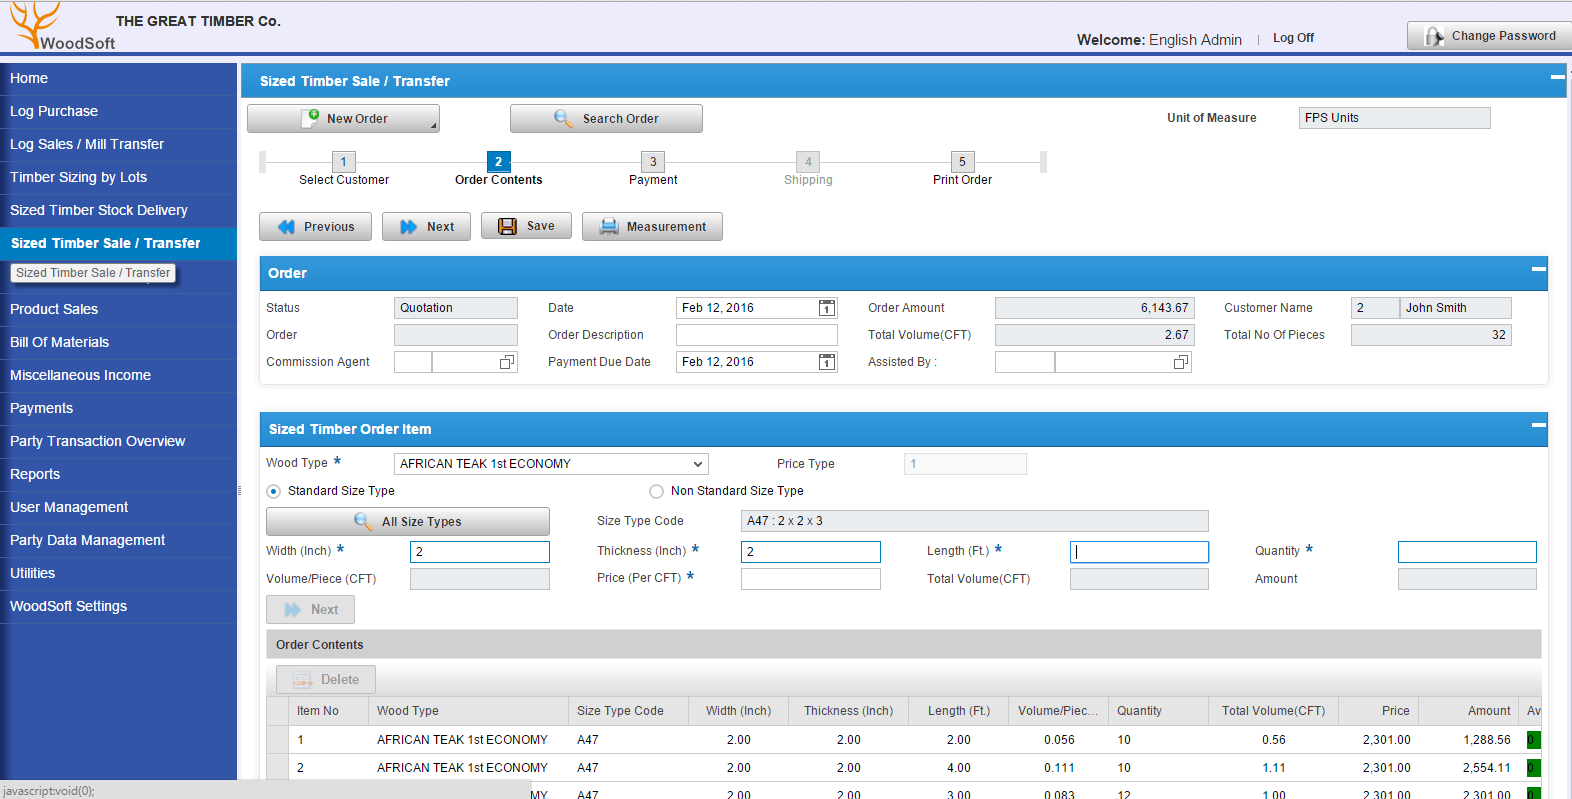 THE GREAT TIMBER Co.
WoodSoft
Welcome: English Admin | Log Off
Change Password
Home
Log Purchase
Log Sales / Mill Transfer
Timber Sizing by Lots
Sized Timber Stock Delivery
Sized Timber Sale / Transfer
Sized Timber Sale / Transfer
Product Sales
Bill Of Materials
Miscellaneous Income
Payments
Party Transaction Overview
Reports
User Management
Party Data Management
Utilities
WoodSoft Settings
Sized Timber Sale / Transfer
New Order Search Order Unit of Measure FPS Units
1 2 3 4 5
Select Customer Order Contents Payment Shipping Print Order
Previous Next Save Measurement
Order
Status Quotation Date Feb 12, 2016 1 Order Amount 6,143.67 Customer Name 2 John Smith
Order Order Description Total Volume(CFT) 2.67 Total No Of Pieces 32
Commission Agent Payment Due Date Feb 12, 2016 1 Assisted By :
Sized Timber Order Item
Wood Type * AFRICAN TEAK 1st ECONOMY Price Type 1
Standard Size Type Non Standard Size Type
All Size Types Size Type Code A47 : 2 x 2 x 3
Width (Inch) * 2 Thickness (Inch) * 2 Length (Ft.) * Quantity *
Volume/Piece (CFT) Price (Per CFT) * Total Volume(CFT) Amount
Next
Order Contents
Delete
Item No Wood Type Size Type Code Width (Inch) Thickness (Inch) Length (Ft.) Volume/Piec... Quantity Total Volume(CFT) Price Amount Av
1 AFRICAN TEAK 1st ECONOMY A47 2.00 2.00 2.00 0.056 10 0.56 2,301.00 1,288.56 0
2 AFRICAN TEAK 1st ECONOMY A47 2.00 2.00 4.00 0.111 10 1.11 2,301.00 2,554.11 0
MY A47 2.00 2.00 3.00 0.083 12 1.00 2,301.00 2,301.00 0
javascript:void(0);